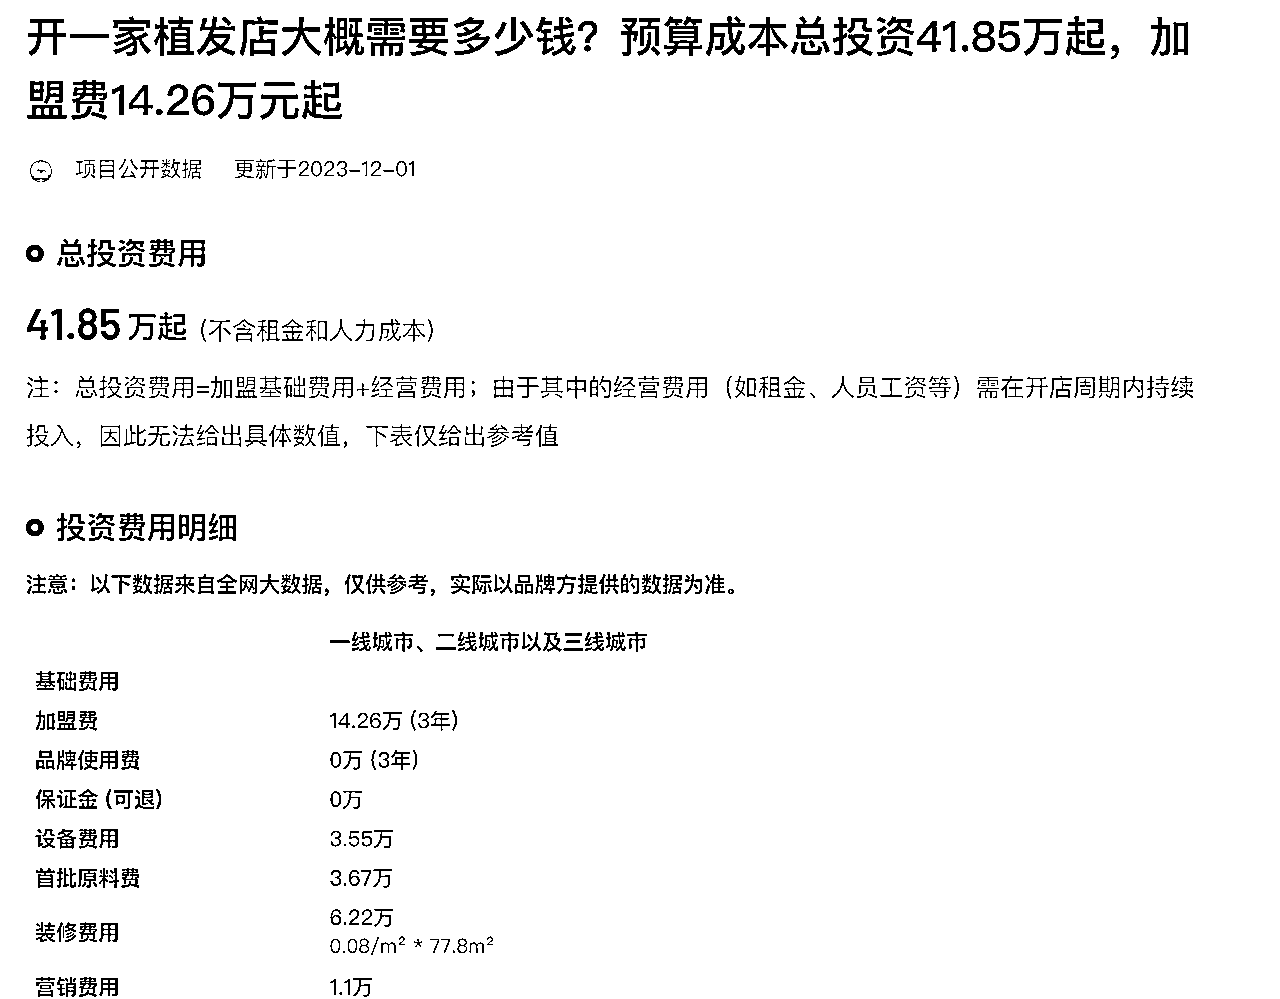 开一家植发店大概需要多少钱？预算成本总投资41.85万起，加
盟费14.26万元起
项目公开数据 更新于2023-12-01
总投资费用
41.85万起（不含租金和人力成本）
注：总投资费用=加盟基础费用+经营费用；由于其中的经营费用（如租金、人员工资等）需在开店周期内持续
投入，因此无法给出具体数值，下表仅给出参考值
投资费用明细
注意：以下数据来自全网大数据，仅供参考，实际以品牌方提供的数据为准。
一线城市、二线城市以及三线城市
基础费用
加盟费 14.26万 (3年)
品牌使用费 0万 (3年)
保证金 (可退) 0万
设备费用 3.55万
首批原料费 3.67万
装修费用 6.22万
0.08/m² * 77.8m²
营销费用 1.1万